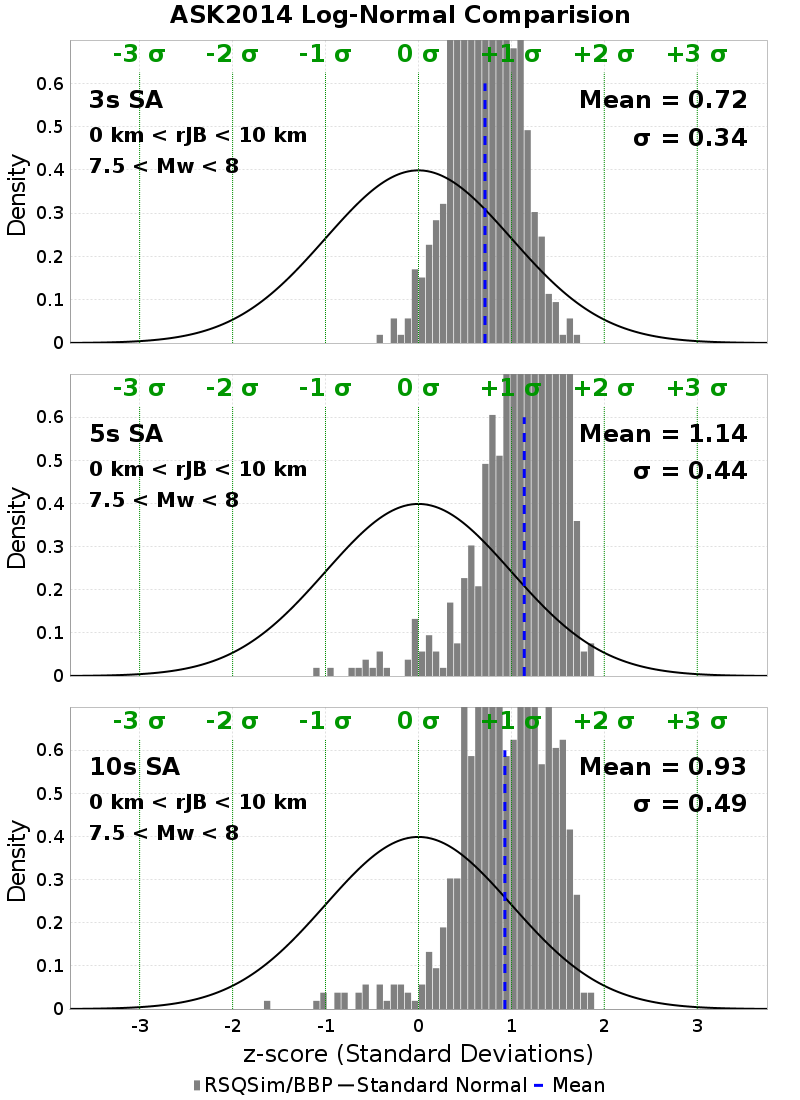 ASK2014 Log-Normal Comparision
-3 σ -2 σ -1 σ 0 σ +1 σ +2 σ +3 σ
0.6
3s SA Mean = 0.72
0.5
0 km < rJB < 10 km σ = 0.34
7.5 < Mw < 8
0.4
Density
0.3
0.2
0.1
0
-3 σ -2 σ -1 σ 0 σ +1 σ +2 σ +3 σ
0.6
5s SA Mean = 1.14
0.5
0 km < rJB < 10 km σ = 0.44
7.5 < Mw < 8
0.4
Density
0.3
0.2
0.1
0
-3 σ -2 σ -1 σ 0 σ +1 σ +2 σ +3 σ
0.6
10s SA Mean = 0.93
0.5
0 km < rJB < 10 km σ = 0.49
7.5 < Mw < 8
0.4
Density
0.3
0.2
0.1
0
-3 -2 -1 0 1 2 3
z-score (Standard Deviations)
RSQSim/BBP Standard Normal Mean